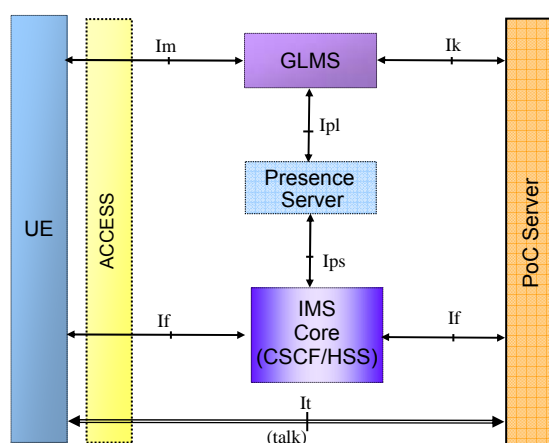 Im
GLMS
Ik
Ipl
Presence
Server
UE
ACCESS
PoC Server
Ips
If
IMS
Core
(CSCF/HSS)
If
It
(talk)